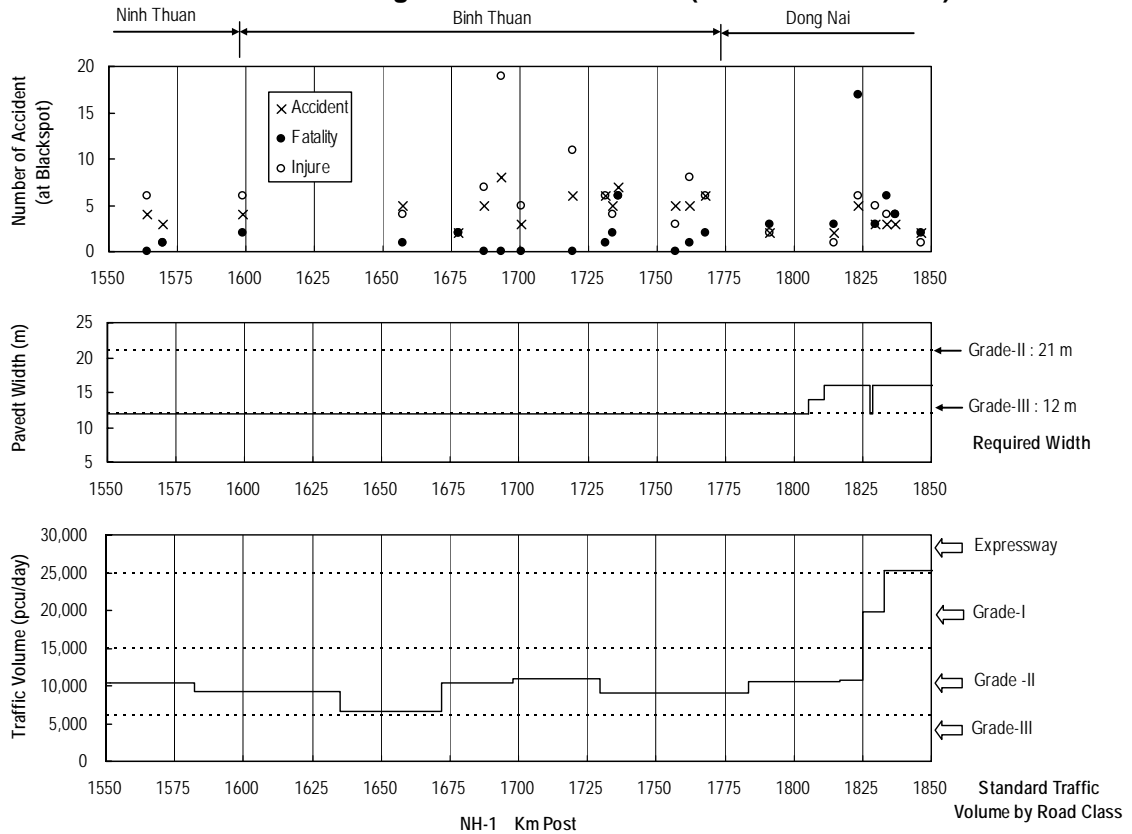 Ninh Thuan
Binh Thuan
Dong Nai
Number of Accident
(at Blackspot)
20
15
10
5
0
Accident
Fatality
Injure
1550 1575 1600 1625 1650 1675 1700 1725 1750 1775 1800 1825 1850
Pavedt Width (m)
25
20
15
10
5
Grade-II : 21 m
Grade-III : 12 m
Required Width
1550 1575 1600 1625 1650 1675 1700 1725 1750 1775 1800 1825 1850
Traffic Volume (pcu/day)
30,000
25,000
20,000
15,000
10,000
5,000
0
Expressway
Grade-I
Grade -II
Grade-III
1550 1575 1600 1625 1650 1675 1700 1725 1750 1775 1800 1825 1850
Standard Traffic
Volume by Road Class
NH-1 Km Post